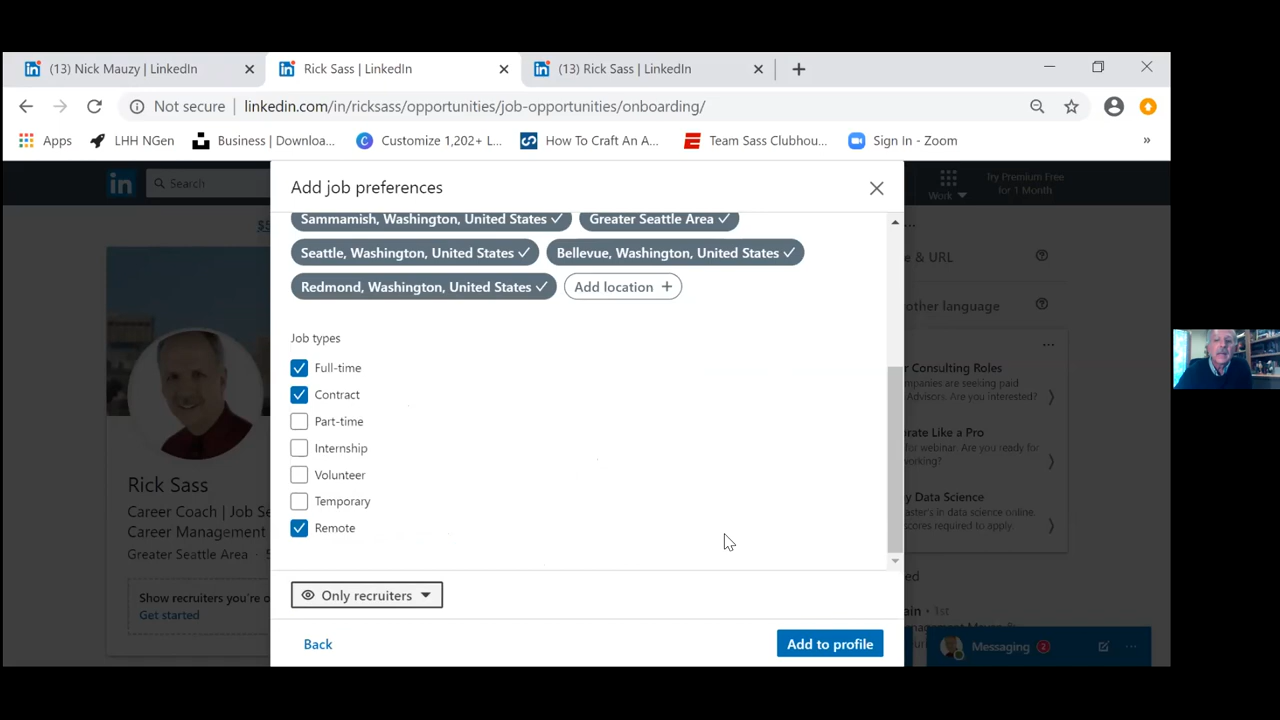 (13) Nick Mauzy | LinkedIn
Rick Sass | LinkedIn
(13) Rick Sass | LinkedIn
Not secure
linkedin.com/in/ricksass/opportunities/job-opportunities/onboarding/
Apps
LHH NGen
Business | Downloa...
Customize 1,202+ L...
How To Craft An A...
Team Sass Clubhou...
Sign In - Zoom
»
in
Search
Work
Try Premium Free
for 1 Month
Add job preferences
Sammamish, Washington, United States
Greater Seattle Area
Seattle, Washington, United States
Bellevue, Washington, United States
Redmond, Washington, United States
Add location +
Job types
Full-time
Contract
Part-time
Internship
Volunteer
Temporary
Remote
Only recruiters
Back
Add to profile
Rick Sass
Career Coach | Job Se
Career Management
Greater Seattle Area
Show recruiters you're o
Get started
e & URL
other language
r Consulting Roles
ompanies are seeking paid
Advisors. Are you interested?
orate Like a Pro
for webinar. Are you ready for
working?
y Data Science
aster's in data science online.
scores required to apply.
ed
ain • 1st
Messaging 2